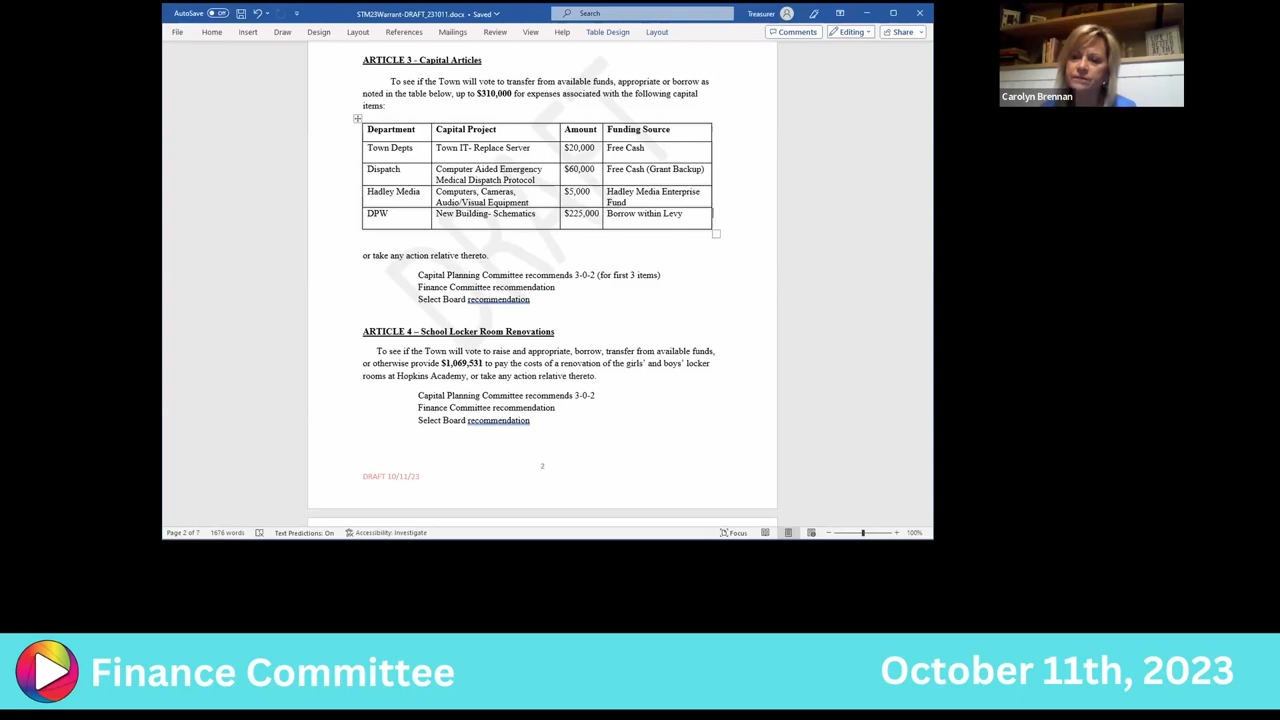 AutoSave Off STM23Warrant-DRAFT_231011.docx • Saved Search Treasurer
File Home Insert Draw Design Layout References Mailings Review View Help Table Design Layout Comments Editing Share
ARTICLE 3 - Capital Articles
To see if the Town will vote to transfer from available funds, appropriate or borrow as
noted in the table below, up to $310,000 for expenses associated with the following capital
items:
Department Capital Project Amount Funding Source
Town Depts Town IT- Replace Server $20,000 Free Cash
Dispatch Computer Aided Emergency $60,000 Free Cash (Grant Backup)
Medical Dispatch Protocol
Hadley Media Computers, Cameras, $5,000 Hadley Media Enterprise
Audio/Visual Equipment Fund
DPW New Building- Schematics $225,000 Borrow within Levy
or take any action relative thereto.
Capital Planning Committee recommends 3-0-2 (for first 3 items)
Finance Committee recommendation
Select Board recommendation
ARTICLE 4 – School Locker Room Renovations
To see if the Town will vote to raise and appropriate, borrow, transfer from available funds,
or otherwise provide $1,069,531 to pay the costs of a renovation of the girls’ and boys’ locker
rooms at Hopkins Academy, or take any action relative thereto.
Capital Planning Committee recommends 3-0-2
Finance Committee recommendation
Select Board recommendation
2
DRAFT 10/11/23
DRAFT
Page 2 of 7 1676 words Text Predictions: On Accessibility: Investigate Focus 100%
Carolyn Brennan
Finance Committee
October 11th, 2023